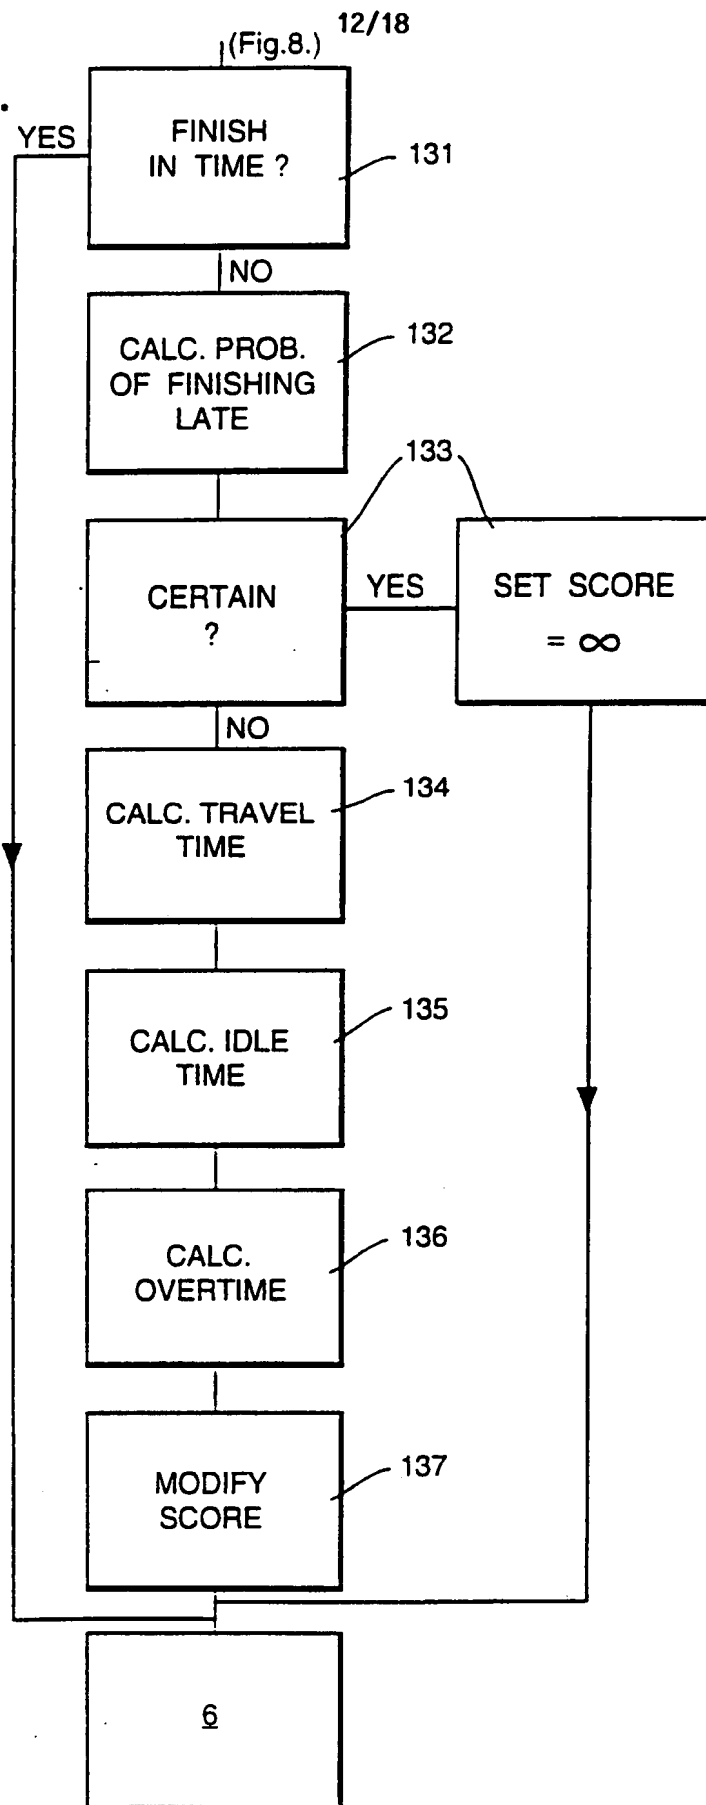 12/18
(Fig.8.)
FINISH
IN TIME ?
YES
131
NO
CALC. PROB.
OF FINISHING
LATE
132
133
CERTAIN
?
YES
SET SCORE
= ∞
NO
CALC. TRAVEL
TIME
134
CALC. IDLE
TIME
135
CALC.
OVERTIME
136
MODIFY
SCORE
137
6